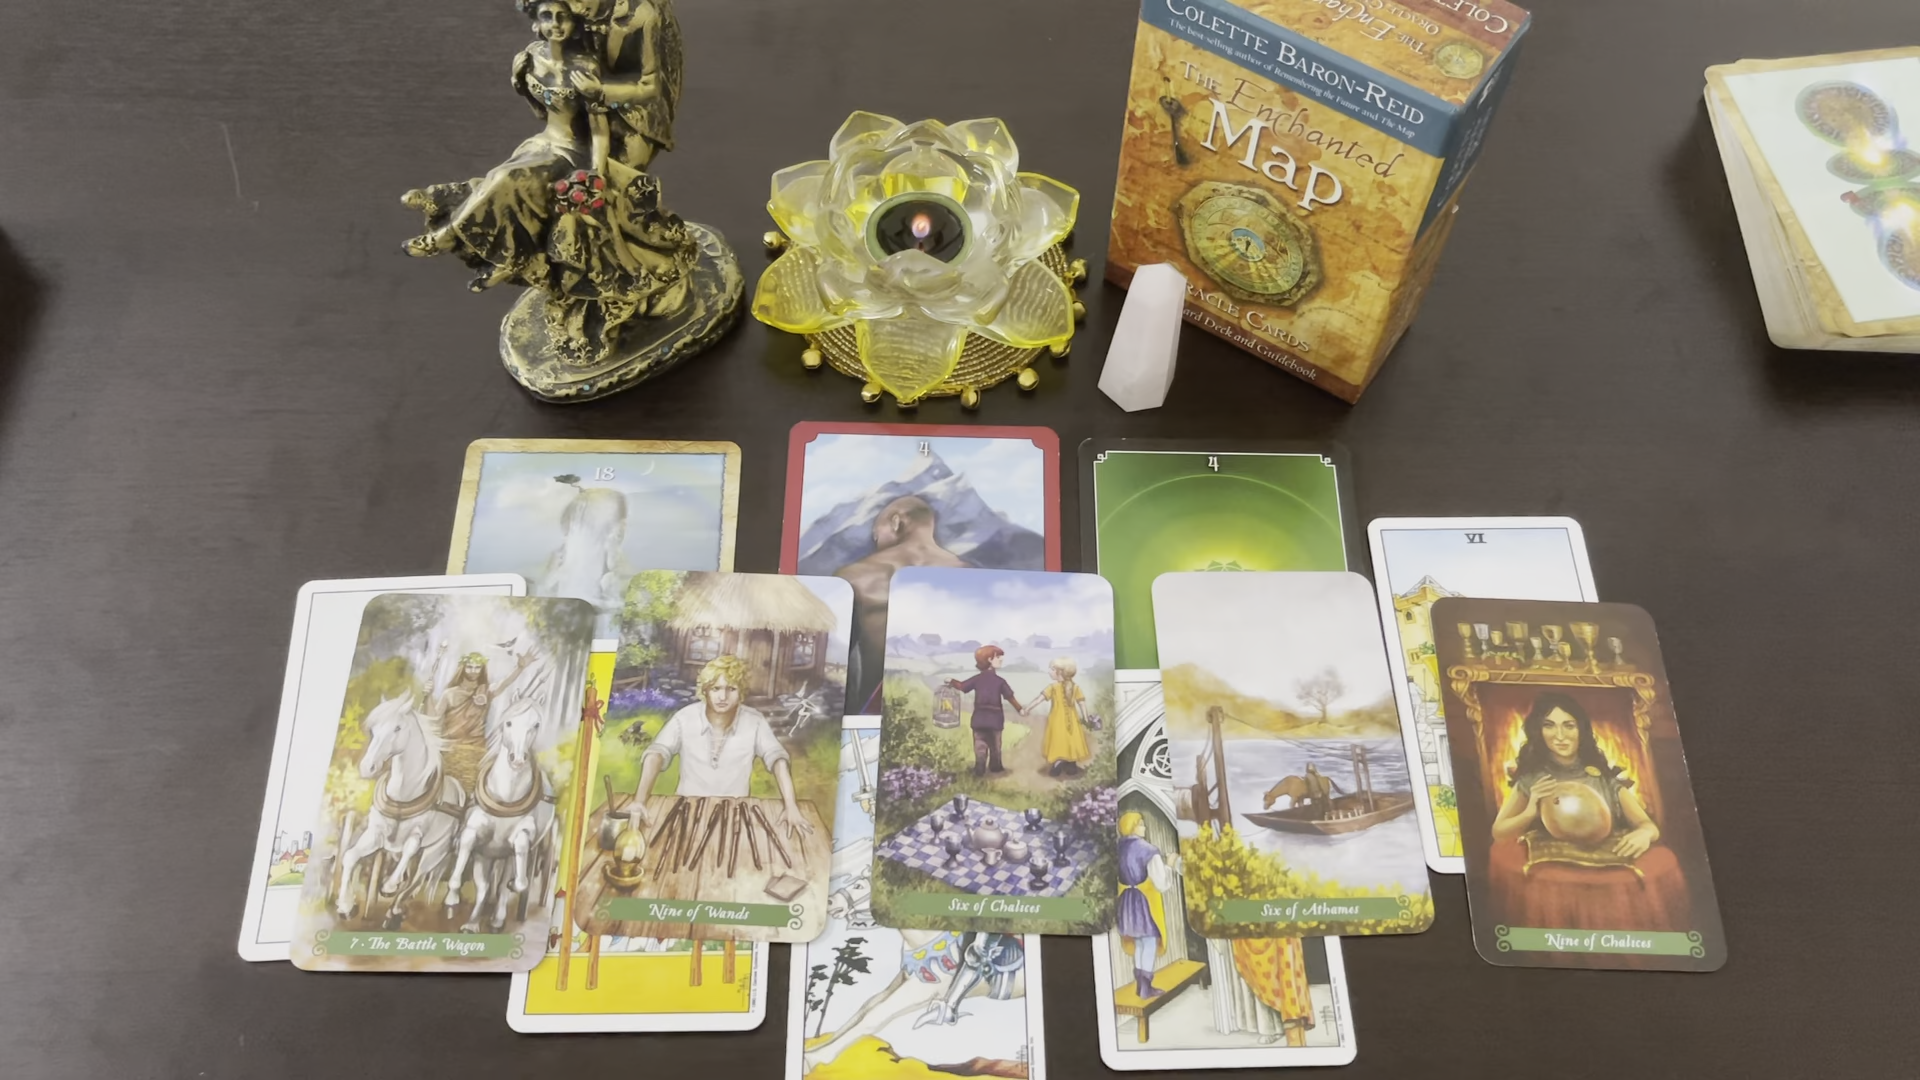 COLETTE BARON-REID
The best-selling author of Remembering the Future and The Map
THE Enchanted
Map
ORACLE CARDS
Deck and Guidebook
18
4
4
VI
7 · The Battle Wagon
Nine of Wands
Six of Chalices
Six of Athames
Nine of Chalices